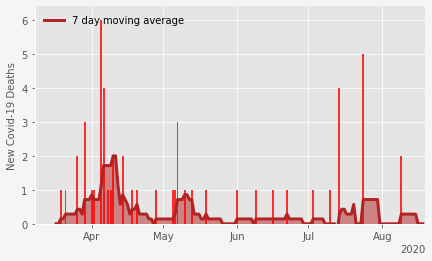 7 day moving average
New Covid-19 Deaths
6
5
4
3
2
1
0
Apr
May
Jun
Jul
Aug
2020